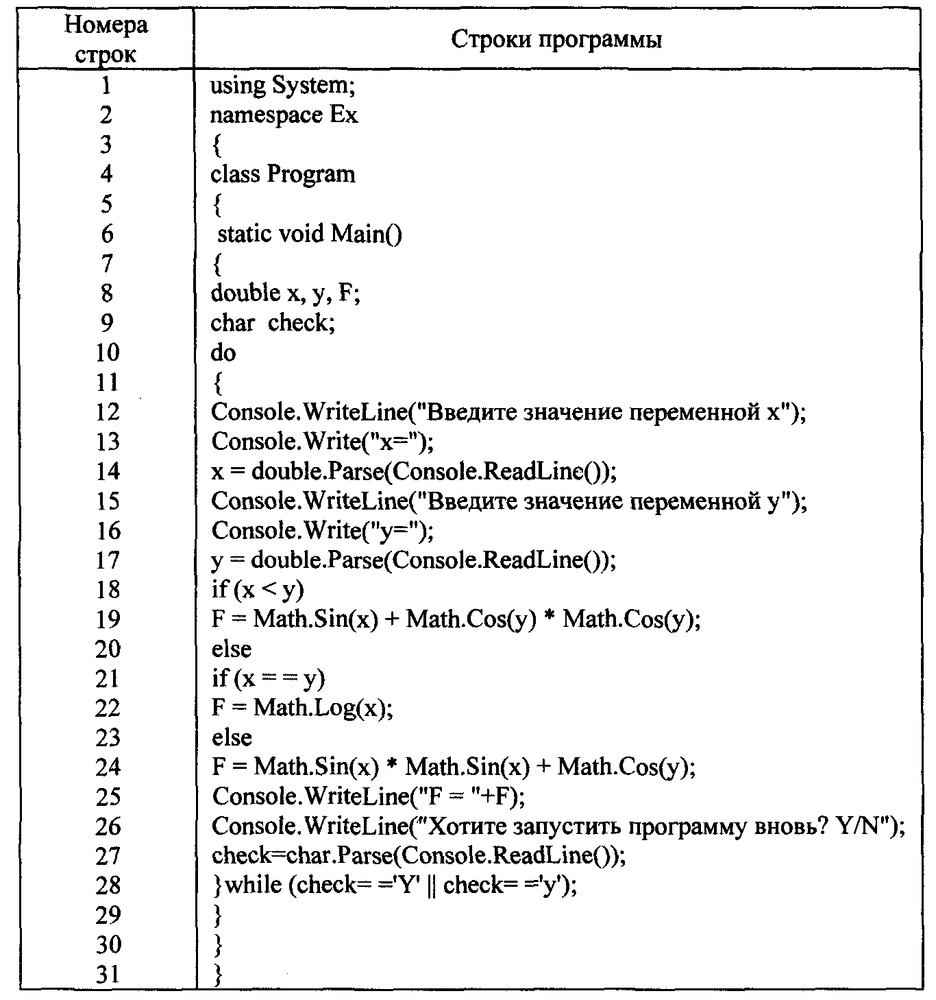 Номера строк
Строки программы
1 using System;
2 namespace Ex
3 {
4 class Program
5 {
6 static void Main()
7 {
8 double x, y, F;
9 char check;
10 do
11 {
12 Console.WriteLine("Введите значение переменной x");
13 Console.Write("x=");
14 x = double.Parse(Console.ReadLine());
15 Console.WriteLine("Введите значение переменной y");
16 Console.Write("y=");
17 y = double.Parse(Console.ReadLine());
18 if (x < y)
19 F = Math.Sin(x) + Math.Cos(y) * Math.Cos(y);
20 else
21 if (x = = y)
22 F = Math.Log(x);
23 else
24 F = Math.Sin(x) * Math.Sin(x) + Math.Cos(y);
25 Console.WriteLine("F = "+F);
26 Console.WriteLine("Хотите запустить программу вновь? Y/N");
27 check=char.Parse(Console.ReadLine());
28 }while (check= ='Y' || check= ='y');
29 }
30 }
31 }